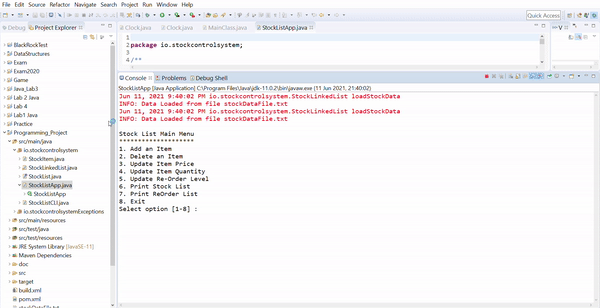 File Edit Source Refactor Navigate Search Project Run Window Help
Quick Access
Debug Project Explorer
Clock.java Clock.java MainClass.java StockListApp.java
BlackRockTest
DataStructures
Exam
Exam2020
Game
Java_Lab3
Lab 2 Java
Lab 4
Lab1 Java
Practice
Programming_Project
src/main/java
io.stockcontrolsystem
StockItem.java
StockLinkedList.java
StockList.java
StockListApp.java
StockListApp
StockListCLI.java
io.stockcontrolsystemExceptions
src/main/resources
src/test/java
src/test/resources
JRE System Library [JavaSE-11]
Maven Dependencies
doc
src
target
build.xml
pom.xml
1
2 package io.stockcontrolsystem;
3
4 /**
Console Problems Debug Shell
StockListApp [Java Application] C:\Program Files\Java\jdk-11.0.2\bin\javaw.exe (11 Jun 2021, 21:40:02)
Jun 11, 2021 9:40:02 PM io.stockcontrolsystem.StockLinkedList loadStockData
INFO: Data Loaded from file stockDataFile.txt
Jun 11, 2021 9:40:02 PM io.stockcontrolsystem.StockLinkedList loadStockData
INFO: Data Loaded from file stockDataFile.txt
Stock List Main Menu
********************
1. Add an Item
2. Delete an Item
3. Update Item Price
4. Update Item Quantity
5. Update Re-Order Level
6. Print Stock List
7. Print ReOrder List
8. Exit
Select option [1-8] :